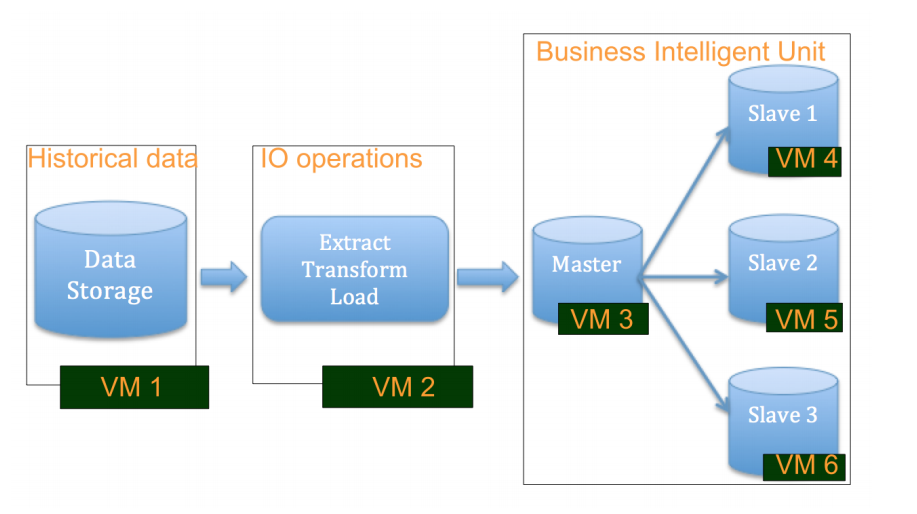 Business Intelligent Unit
Historical data
IO operations
Data
Storage
VM 1
Extract
Transform
Load
VM 2
Master
VM 3
Slave 1
VM 4
Slave 2
VM 5
Slave 3
VM 6